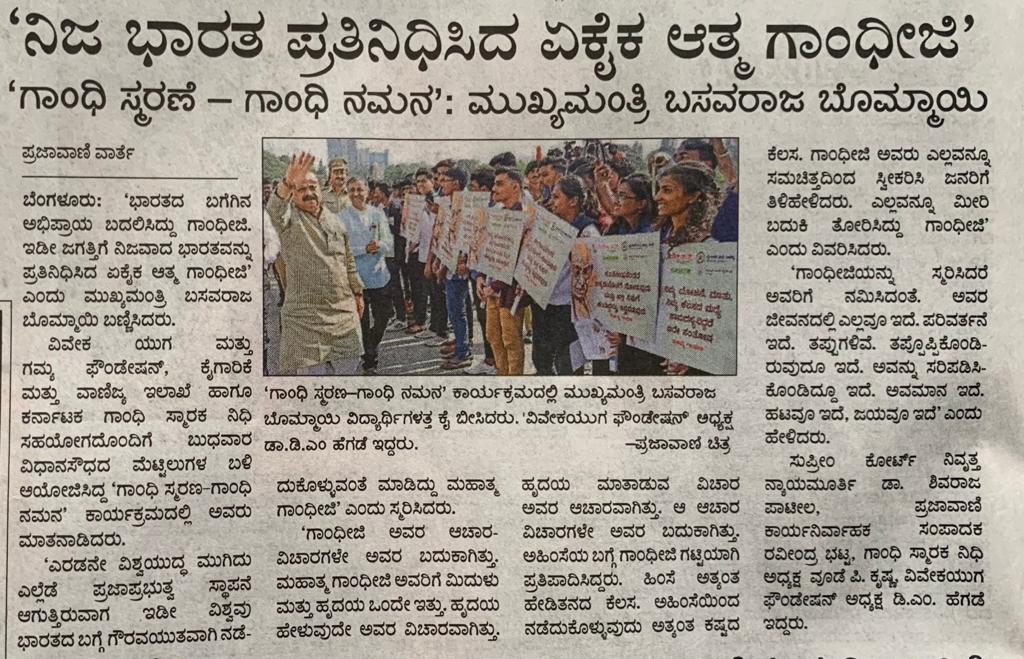 ‘ನಿಜ ಭಾರತ ಪ್ರತಿನಿಧಿಸಿದ ಏಕೈಕ ಆತ್ಮ ಗಾಂಧೀಜಿ’
‘ಗಾಂಧಿ ಸ್ಮರಣೆ – ಗಾಂಧಿ ನಮನ’: ಮುಖ್ಯಮಂತ್ರಿ ಬಸವರಾಜ ಬೊಮ್ಮಾಯಿ
ಪ್ರಜಾವಾಣಿ ವಾರ್ತೆ
ಬೆಂಗಳೂರು: ‘ಭಾರತದ ಬಗೆಗಿನ
ಅಭಿಪ್ರಾಯ ಬದಲಿಸಿದ್ದು ಗಾಂಧೀಜಿ.
ಇಡೀ ಜಗತ್ತಿಗೆ ನಿಜವಾದ ಭಾರತವನ್ನು
ಪ್ರತಿನಿಧಿಸಿದ ಏಕೈಕ ಆತ್ಮ ಗಾಂಧೀಜಿ’
ಎಂದು ಮುಖ್ಯಮಂತ್ರಿ ಬಸವರಾಜ
ಬೊಮ್ಮಾಯಿ ಬಣ್ಣಿಸಿದರು.
ವಿವೇಕ ಯುಗ ಮತ್ತು
ಗಮ್ಯ ಫೌಂಡೇಷನ್, ಕೈಗಾರಿಕೆ
ಮತ್ತು ವಾಣಿಜ್ಯ ಇಲಾಖೆ ಹಾಗೂ
ಕರ್ನಾಟಕ ಗಾಂಧಿ ಸ್ಮಾರಕ ನಿಧಿ
ಸಹಯೋಗದೊಂದಿಗೆ ಬುಧವಾರ
ವಿಧಾನಸೌಧದ ಮೆಟ್ಟಿಲುಗಳ ಬಳಿ
ಆಯೋಜಿಸಿದ್ದ ‘ಗಾಂಧಿ ಸ್ಮರಣ-ಗಾಂಧಿ
ನಮನ’ ಕಾರ್ಯಕ್ರಮದಲ್ಲಿ ಅವರು
ಮಾತನಾಡಿದರು.
‘ಎರಡನೇ ವಿಶ್ವಯುದ್ಧ ಮುಗಿದು
ಎಲ್ಲೆಡೆ ಪ್ರಜಾಪ್ರಭುತ್ವ ಸ್ಥಾಪನೆ
ಆಗುತ್ತಿರುವಾಗ ಇಡೀ ವಿಶ್ವವು
ಭಾರತದ ಬಗ್ಗೆ ಗೌರವಯುತವಾಗಿ ನಡೆ-
‘ಗಾಂಧಿ ಸ್ಮರಣ–ಗಾಂಧಿ ನಮನ’ ಕಾರ್ಯಕ್ರಮದಲ್ಲಿ ಮುಖ್ಯಮಂತ್ರಿ ಬಸವರಾಜ
ಬೊಮ್ಮಾಯಿ ವಿದ್ಯಾರ್ಥಿಗಳತ್ತ ಕೈ ಬೀಸಿದರು. ‘ವಿವೇಕಯುಗ ಫೌಂಡೇಷನ್’ ಅಧ್ಯಕ್ಷ
ಡಾ.ಡಿ.ಎಂ ಹೆಗಡೆ ಇದ್ದರು. –ಪ್ರಜಾವಾಣಿ ಚಿತ್ರ
ದುಕೊಳ್ಳುವಂತೆ ಮಾಡಿದ್ದು ಮಹಾತ್ಮ
ಗಾಂಧೀಜಿ’ ಎಂದು ಸ್ಮರಿಸಿದರು.
‘ಗಾಂಧೀಜಿ ಅವರ ಆಚಾರ-
ವಿಚಾರಗಳೇ ಅವರ ಬದುಕಾಗಿತ್ತು.
ಮಹಾತ್ಮ ಗಾಂಧೀಜಿ ಅವರಿಗೆ ಮಿದುಳು
ಮತ್ತು ಹೃದಯ ಒಂದೇ ಇತ್ತು. ಹೃದಯ
ಹೇಳುವುದೇ ಅವರ ವಿಚಾರವಾಗಿತ್ತು.
ಹೃದಯ ಮಾತಾಡುವ ವಿಚಾರ
ಅವರ ಆಚಾರವಾಗಿತ್ತು. ಆ ಆಚಾರ
ವಿಚಾರಗಳೇ ಅವರ ಬದುಕಾಗಿತ್ತು.
ಅಹಿಂಸೆಯ ಬಗ್ಗೆ ಗಾಂಧೀಜಿ ಗಟ್ಟಿಯಾಗಿ
ಪ್ರತಿಪಾದಿಸಿದ್ದರು. ಹಿಂಸೆ ಅತ್ಯಂತ
ಹೇಡಿತನದ ಕೆಲಸ. ಅಹಿಂಸೆಯಿಂದ
ನಡೆದುಕೊಳ್ಳುವುದು ಅತ್ಯಂತ ಕಷ್ಟದ
ಕೆಲಸ. ಗಾಂಧೀಜಿ ಅವರು ಎಲ್ಲವನ್ನೂ
ಸಮಚಿತ್ತದಿಂದ ಸ್ವೀಕರಿಸಿ ಜನರಿಗೆ
ತಿಳಿಹೇಳಿದರು. ಎಲ್ಲವನ್ನೂ ಮೀರಿ
ಬದುಕಿ ತೋರಿಸಿದ್ದು ಗಾಂಧೀಜಿ’
ಎಂದು ವಿವರಿಸಿದರು.
‘ಗಾಂಧೀಜಿಯನ್ನು ಸ್ಮರಿಸಿದರೆ
ಅವರಿಗೆ ನಮಿಸಿದಂತೆ. ಅವರ
ಜೀವನದಲ್ಲಿ ಎಲ್ಲವೂ ಇದೆ. ಪರಿವರ್ತನೆ
ಇದೆ. ತಪ್ಪುಗಳಿವೆ. ತಪ್ಪೊಪ್ಪಿಕೊಂಡಿ-
ರುವುದೂ ಇದೆ. ಅವನ್ನು ಸರಿಪಡಿಸಿ-
ಕೊಂಡಿದ್ದೂ ಇದೆ. ಅವಮಾನ ಇದೆ.
ಹಟವೂ ಇದೆ, ಜಯವೂ ಇದೆ’ ಎಂದು
ಹೇಳಿದರು.
ಸುಪ್ರೀಂ ಕೋರ್ಟ್ ನಿವೃತ್ತ
ನ್ಯಾಯಮೂರ್ತಿ ಡಾ. ಶಿವರಾಜ
ಪಾಟೀಲ, ಪ್ರಜಾವಾಣಿ
ಕಾರ್ಯನಿರ್ವಾಹಕ ಸಂಪಾದಕ
ರವೀಂದ್ರ ಭಟ್ಟ, ಗಾಂಧಿ ಸ್ಮಾರಕ ನಿಧಿ
ಅಧ್ಯಕ್ಷ ವೂಡೆ ಪಿ. ಕೃಷ್ಣ, ವಿವೇಕಯುಗ
ಫೌಂಡೇಷನ್ ಅಧ್ಯಕ್ಷ ಡಿ.ಎಂ. ಹೆಗಡೆ
ಇದ್ದರು.